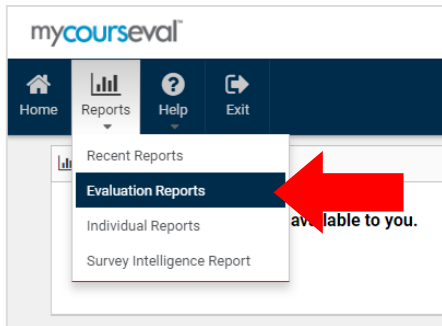 mycourseval
Home Reports Help Exit
Recent Reports
Evaluation Reports
available to you.
Individual Reports
Survey Intelligence Report